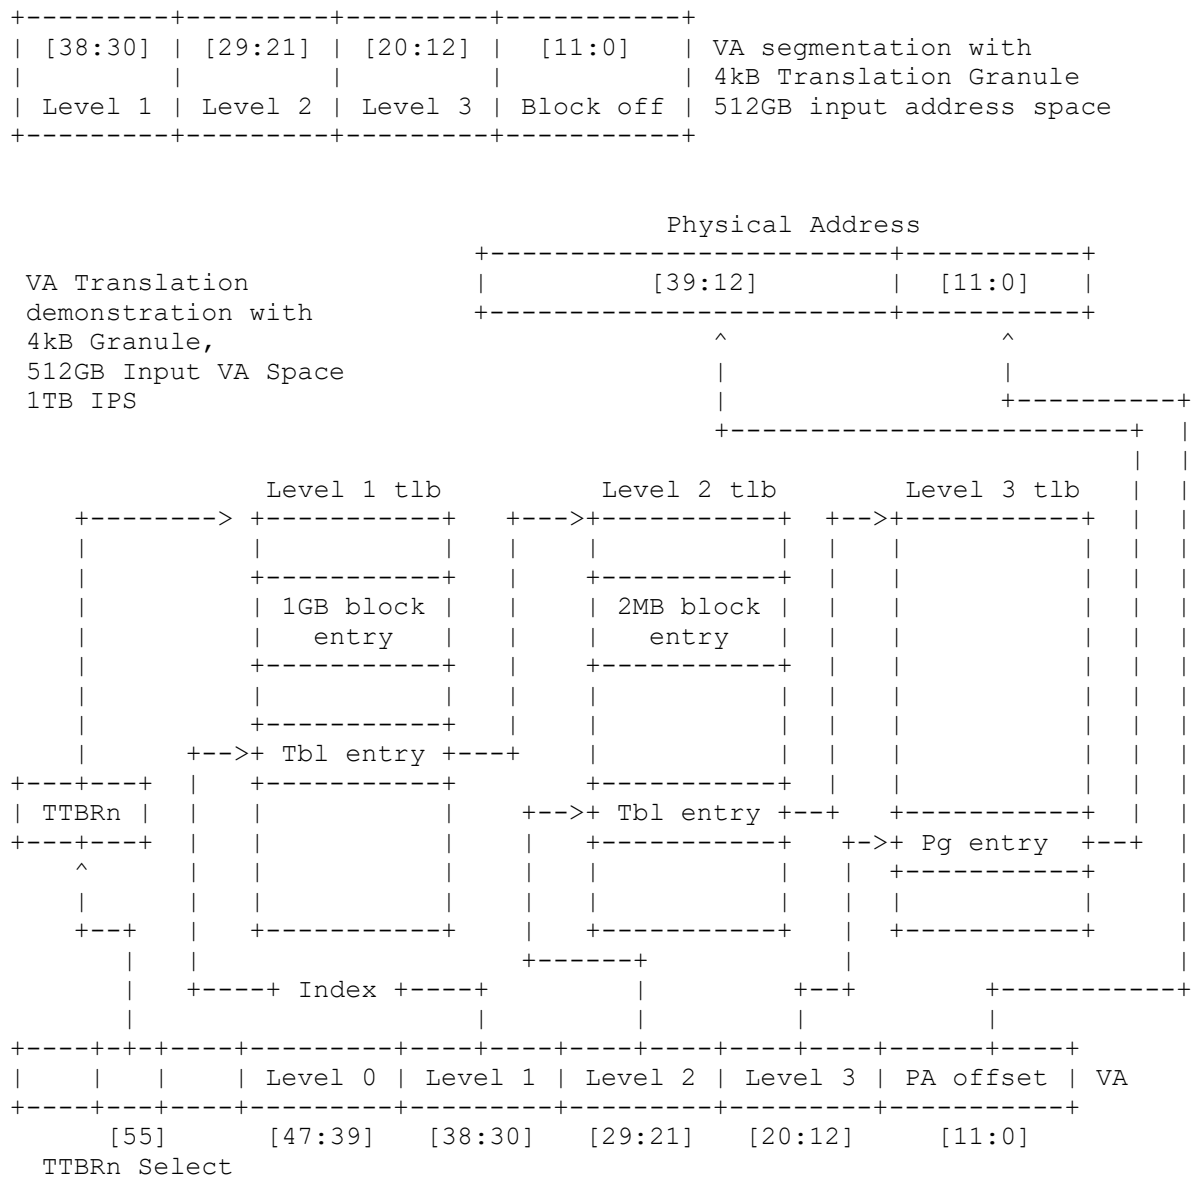 [38:30] [29:21] [20:12] [11:0] VA segmentation with
4kB Translation Granule
Level 1 Level 2 Level 3 Block off 512GB input address space
Physical Address
VA Translation [39:12] [11:0]
demonstration with
4kB Granule,
512GB Input VA Space
1TB IPS
Level 1 tlb Level 2 tlb Level 3 tlb
1GB block 2MB block
entry entry
Tbl entry
TTBRn Tbl entry
Pg entry
Index
Level 0 Level 1 Level 2 Level 3 PA offset VA
[55] [47:39] [38:30] [29:21] [20:12] [11:0]
TTBRn Select